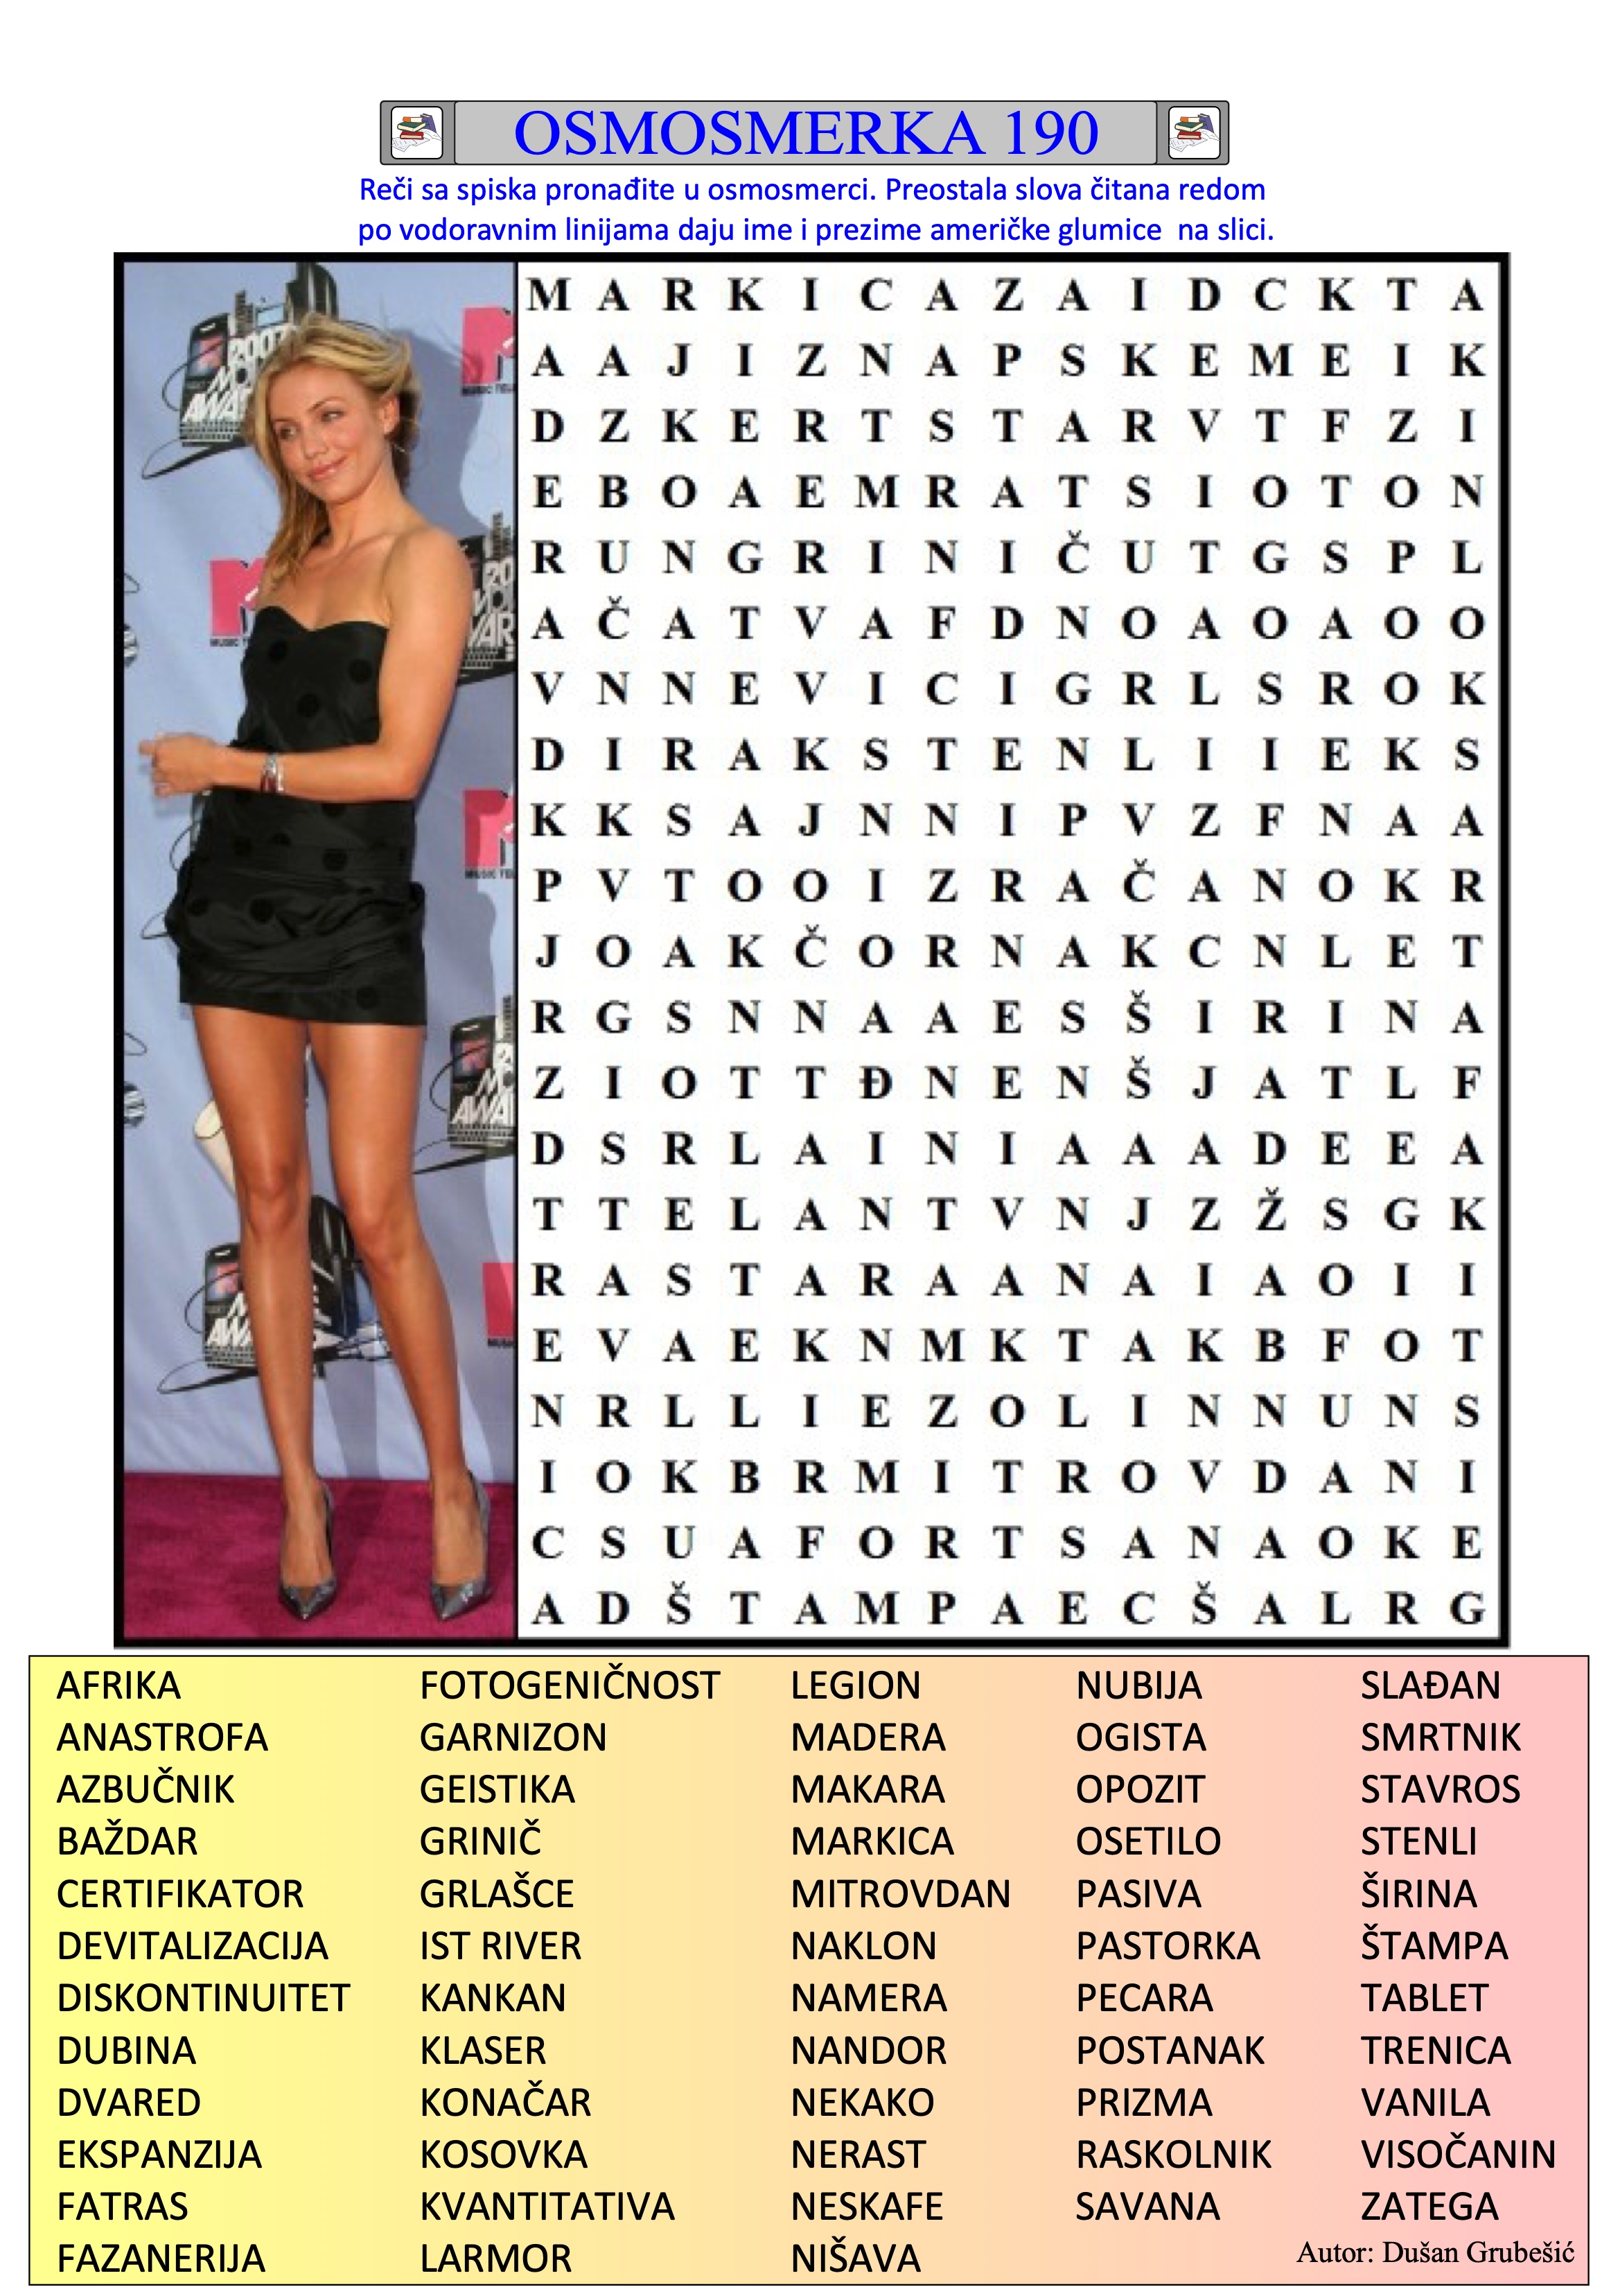 OSMOSMERKA 190
Reči sa spiska pronađite u osmosmerci. Preostala slova čitana redom
po vodoravnim linijama daju ime i prezime američke glumice na slici.
M A R K I C A Z A I D C K T A
A A J I Z N A P S K E M E I K
D Z K E R T S T A R V T F Z I
E B O A E M R A T S I O T O N
R U N G R I N I Č U T G S P L
A Č A T V A F D N O A O A O O
V N N E V I C I G R L S R O K
D I R A K S T E N L I I E K S
K K S A J N N I P V Z F N A A
P V T O O I Z R A Č A N O K R
J O A K Č O R N A K C N L E T
R G S N N A A E S Š I R I N A
Z I O T T Đ N E N Š J A T L F
D S R L A I N I A A A D E E A
T T E L A N T V N J Z Ž S G K
R A S T A R A A N A I A O I I
E V A E K N M K T A K B F O T
N R L L I E Z O L I N N U N S
I O K B R M I T R O V D A N I
C S U A F O R T S A N A O K E
A D Š T A M P A E C Š A L R G
AFRIKA FOTOGENIČNOST LEGION NUBIJA SLAĐAN
ANASTROFA GARNIZON MADERA OGISTA SMRTNIK
AZBUČNIK GEISTIKA MAKARA OPOZIT STAVROS
BAŽDAR GRINIČ MARKICA OSETILO STENLI
CERTIFIKATOR GRLAŠCE MITROVDAN PASIVA ŠIRINA
DEVITALIZACIJA IST RIVER NAKLON PASTORKA ŠTAMPA
DISKONTINUITET KANKAN NAMERA PECARA TABLET
DUBINA KLASER NANDOR POSTANAK TRENICA
DVARED KONAČAR NEKAKO PRIZMA VANILA
EKSPANZIJA KOSOVKA NERAST RASKOLNIK VISOČANIN
FATRAS KVANTITATIVA NESKAFE SAVANA ZATEGA
FAZANERIJA LARMOR NIŠAVA
Autor: Dušan Grubešić